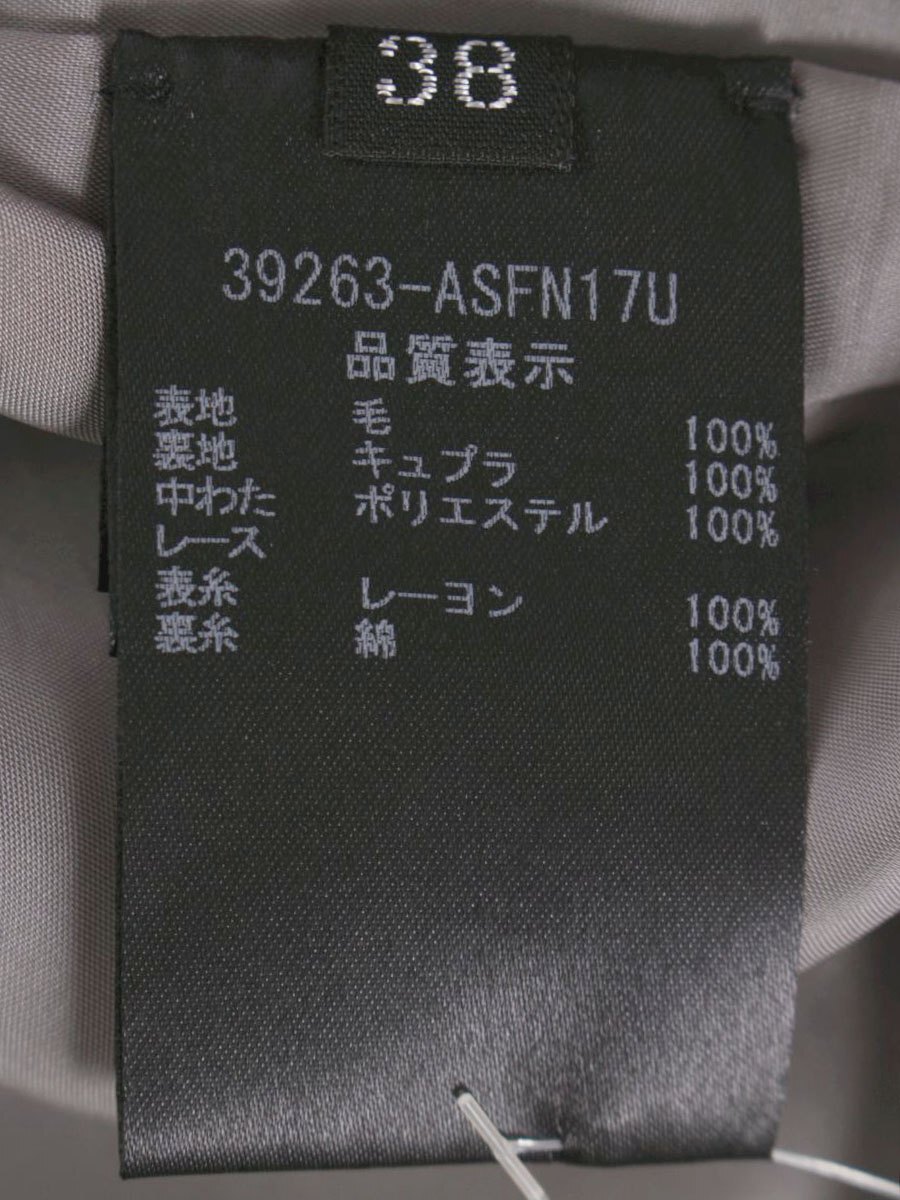 38
39263-ASFN17U
品質表示
表地 毛 100%
裏地 キュプラ 100%
中わた ポリエステル 100%
レース
表糸 レーヨン 100%
裏糸 綿 100%